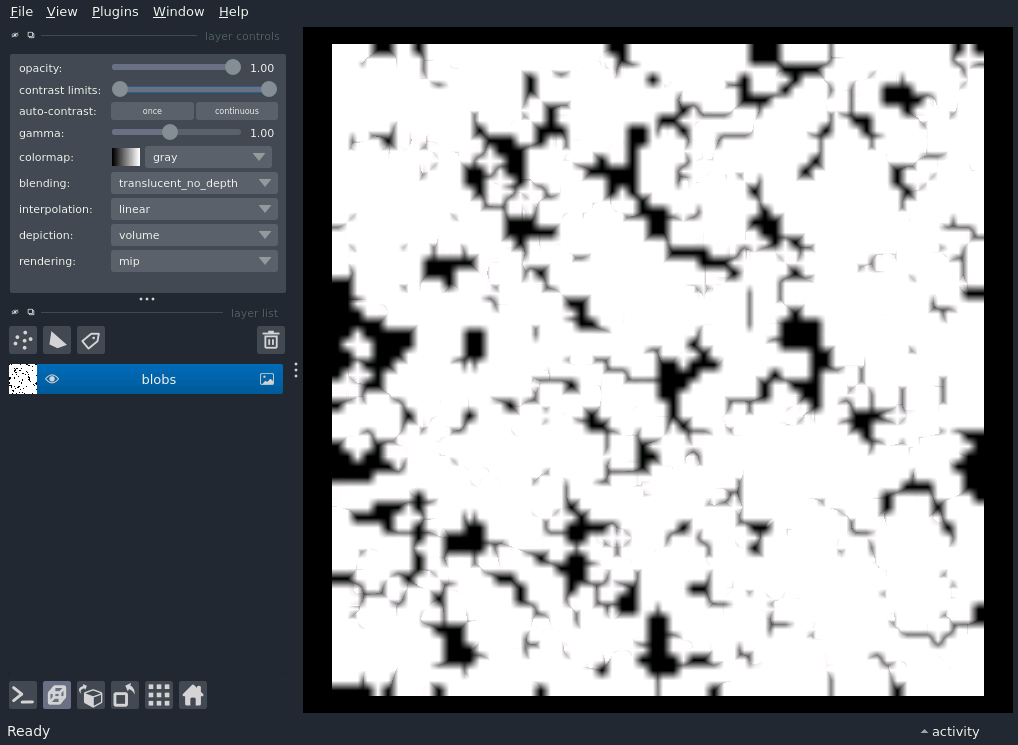 File View Plugins Window Help
layer controls
opacity: 1.00
contrast limits:
auto-contrast: once continuous
gamma: 1.00
colormap: gray
blending: translucent_no_depth
interpolation: linear
depiction: volume
rendering: mip
layer list
blobs
Ready activity